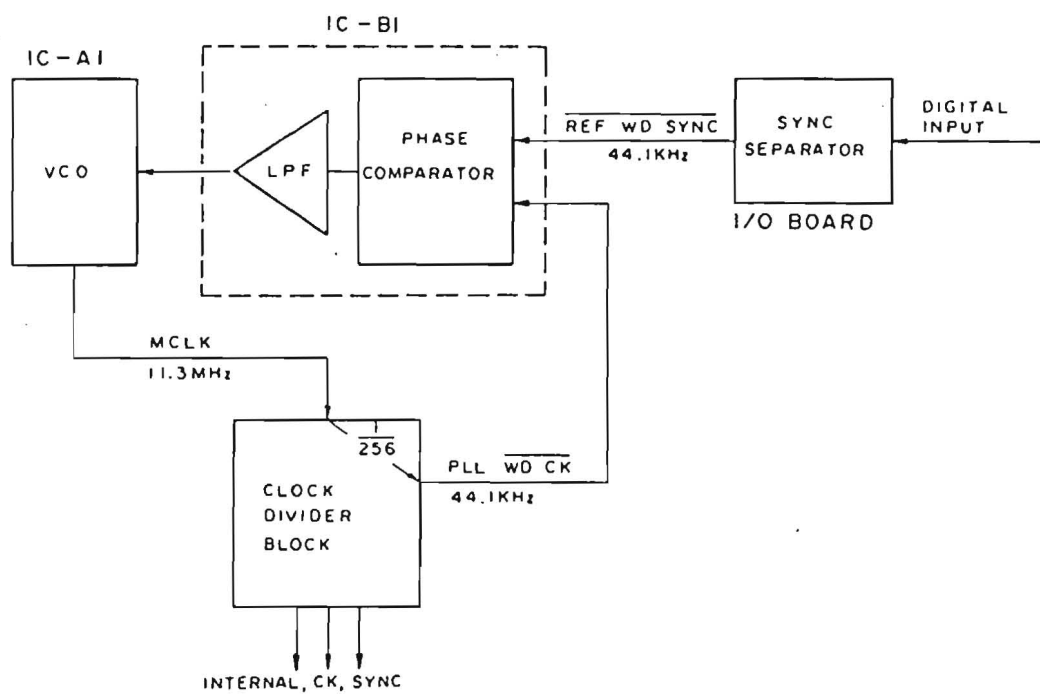 IC-B1
IC-A1
VCO
LPF
PHASE
COMPARATOR
REF WD SYNC
44.1KHz
SYNC
SEPARATOR
I/O BOARD
DIGITAL
INPUT
MCLK
11.3MHz
1
256
CLOCK
DIVIDER
BLOCK
PLL WD CK
44.1KHz
INTERNAL, CK, SYNC